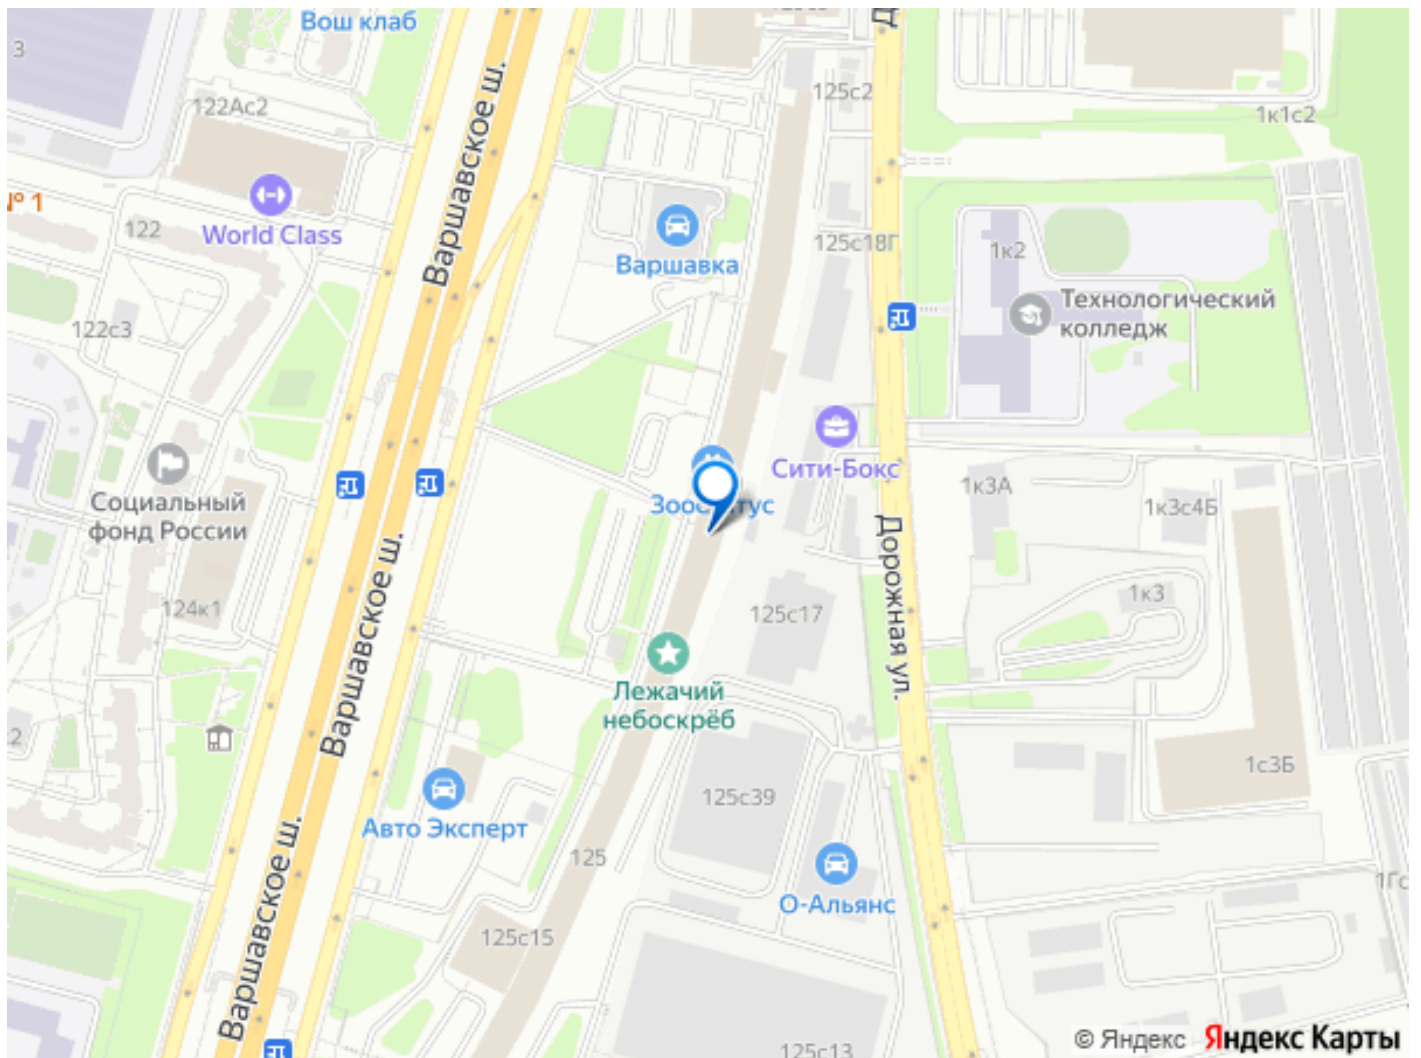 Вош клаб
3
122Ас2
125с2
1к1с2
№ 1
World Class
122
Варшавское ш.
Варшавка
125с18Г
1к2
Технологический
колледж
122с3
Сити-Бокс
Социальный
фонд России
1к3А
1к3с4Б
Дорожная ул.
124к1
125с17
1к3
Варшавское ш.
Лежачий
небоскрёб
1с3Б
125с39
Авто Эксперт
125
О-Альянс
125с15
Варшавское ш.
125с13
© Яндекс Яндекс Карты